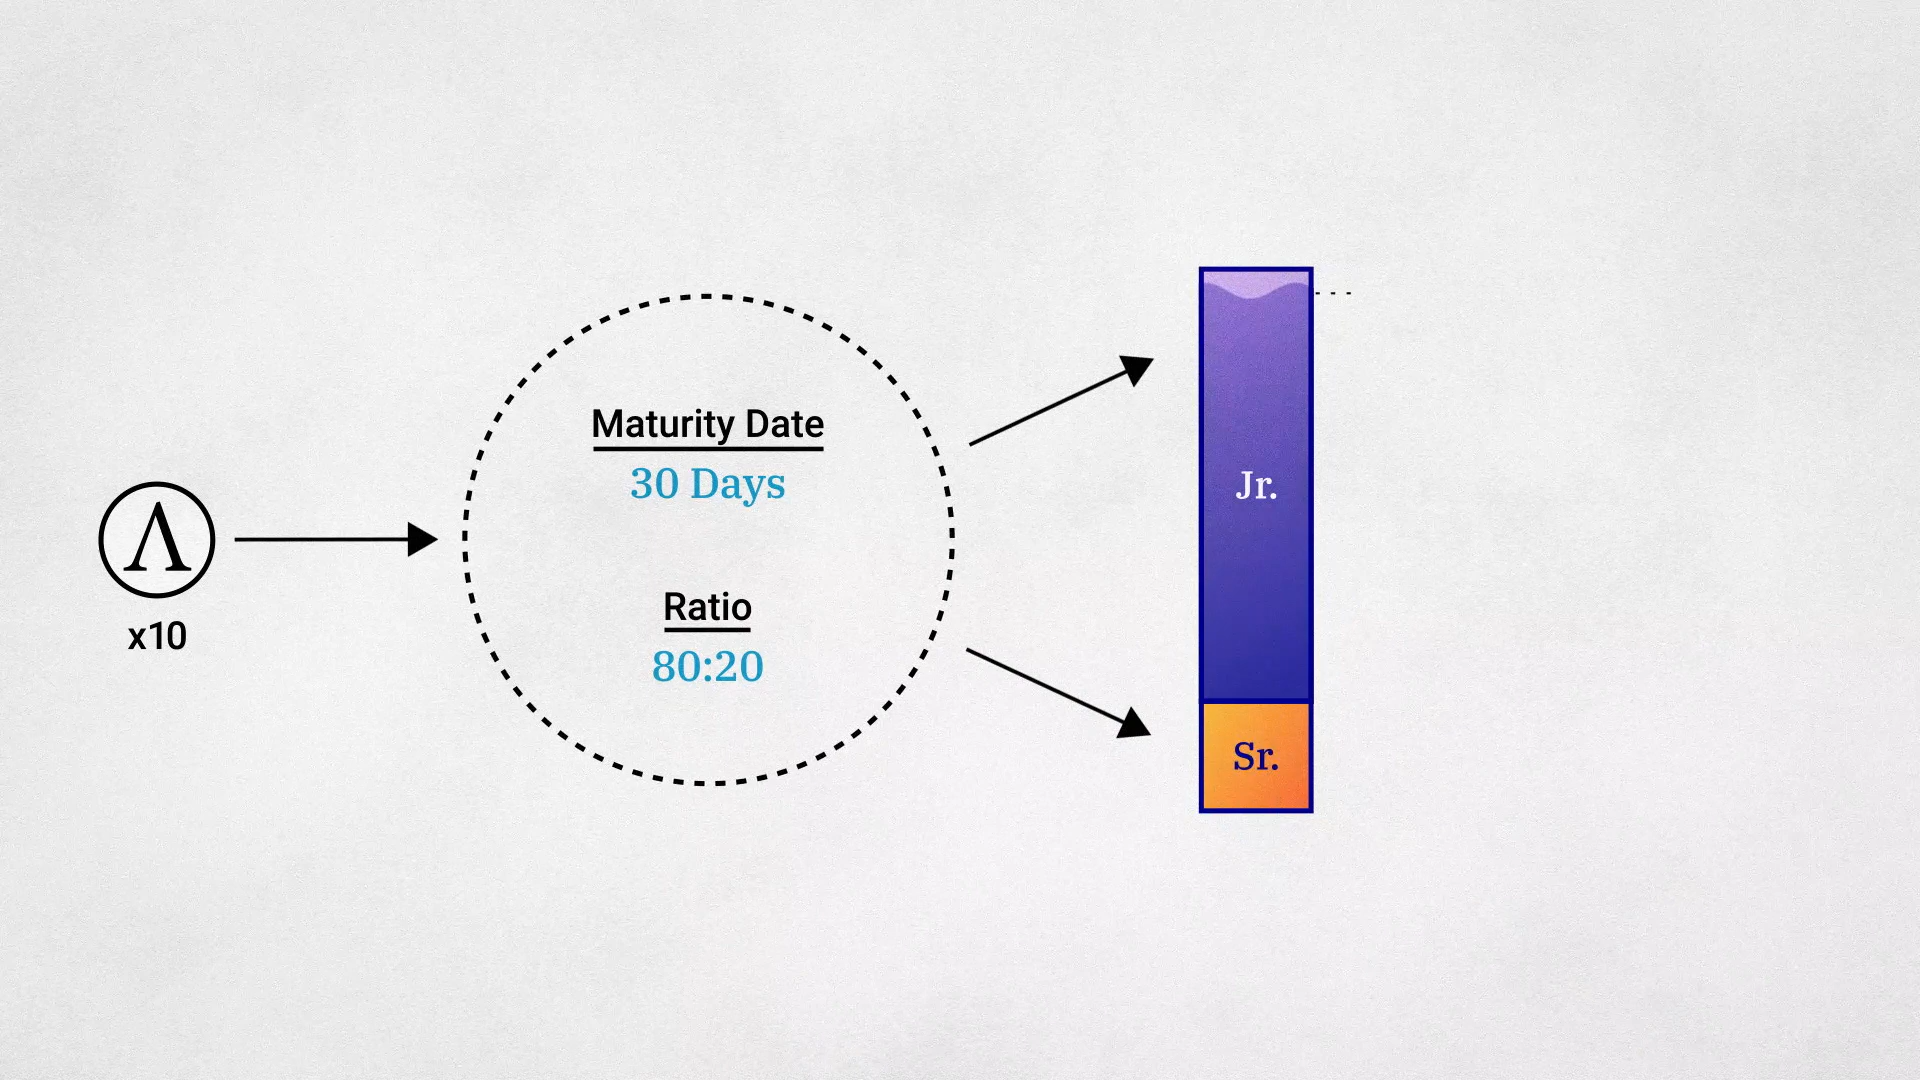 Λ
x10
Maturity Date
30 Days
Ratio
80:20
Jr.
Sr.